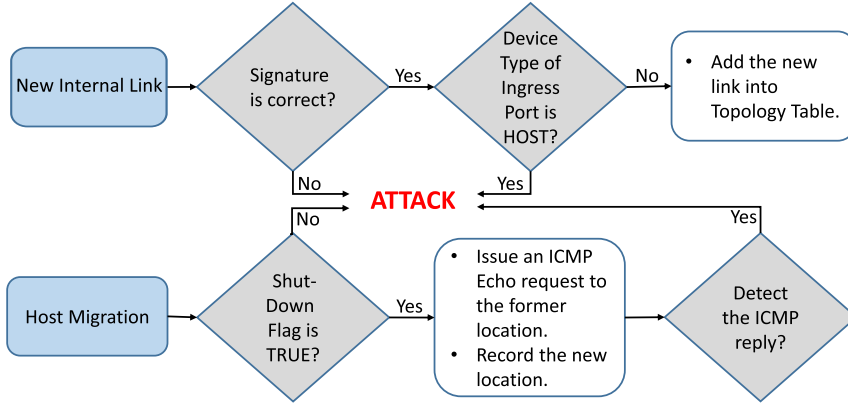 New Internal Link
Signature
is correct?
Yes
Device
Type of
Ingress
Port is
HOST?
No
• Add the new
link into
Topology Table.
No
Yes
ATTACK
No
Yes
Host Migration
Shut-
Down
Flag is
TRUE?
Yes
• Issue an ICMP
Echo request to
the former
location.
• Record the new
location.
Detect
the ICMP
reply?